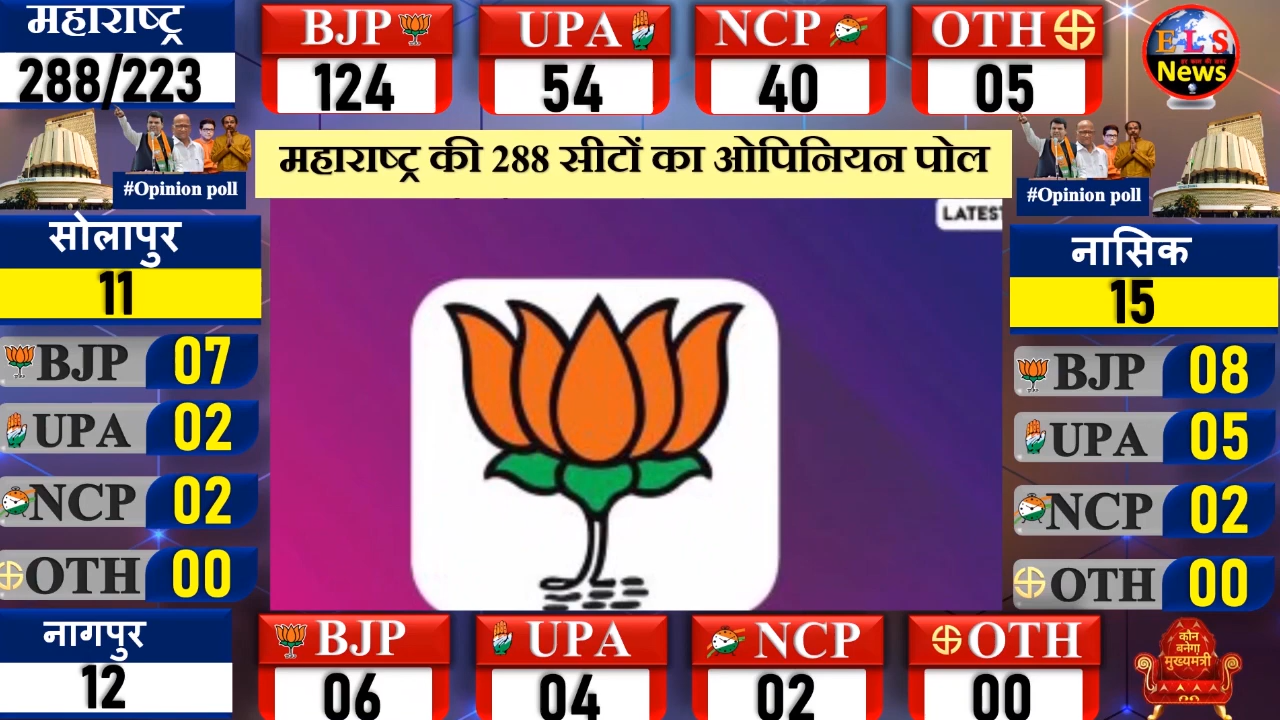 महाराष्ट्र
288/223
BJP
124
UPA
54
NCP
40
OTH
05
E L S
News
#Opinion poll
महाराष्ट्र की 288 सीटों का ओपिनियन पोल
#Opinion poll
LATEST
सोलापुर
11
BJP 07
UPA 02
NCP 02
OTH 00
नासिक
15
BJP 08
UPA 05
NCP 02
OTH 00
नागपुर
12
BJP
06
UPA
04
NCP
02
OTH
00
कौन
बनेगा
मुख्यमत्री